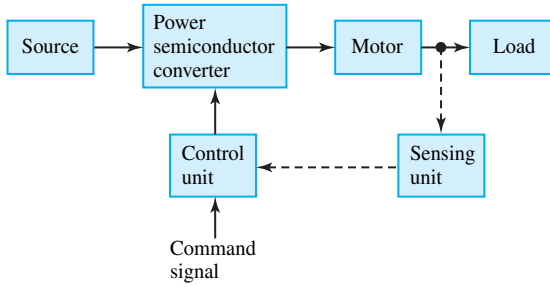 Source
Power
semiconductor
converter
Motor
Load
Control
unit
Sensing
unit
Command
signal